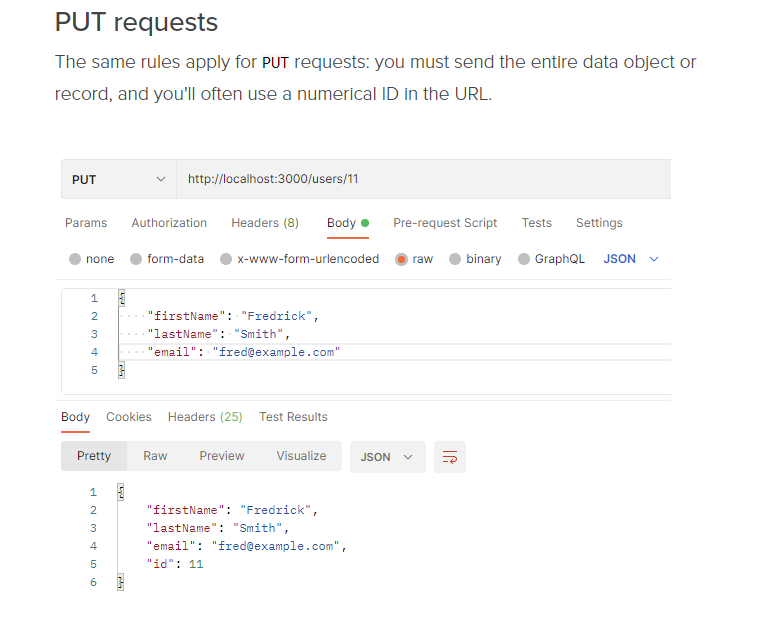 PUT requests
The same rules apply for PUT requests: you must send the entire data object or
record, and you'll often use a numerical ID in the URL.
PUT http://localhost:3000/users/11
Params Authorization Headers (8) Body Pre-request Script Tests Settings
none form-data x-www-form-urlencoded raw binary GraphQL JSON
1 {
2 ····"firstName":·"Fredrick",
3 ····"lastName":·"Smith",
4 ····"email":·"fred@example.com"
5 }
Body Cookies Headers (25) Test Results
Pretty Raw Preview Visualize JSON
1 {
2 "firstName": "Fredrick",
3 "lastName": "Smith",
4 "email": "fred@example.com",
5 "id": 11
6 }